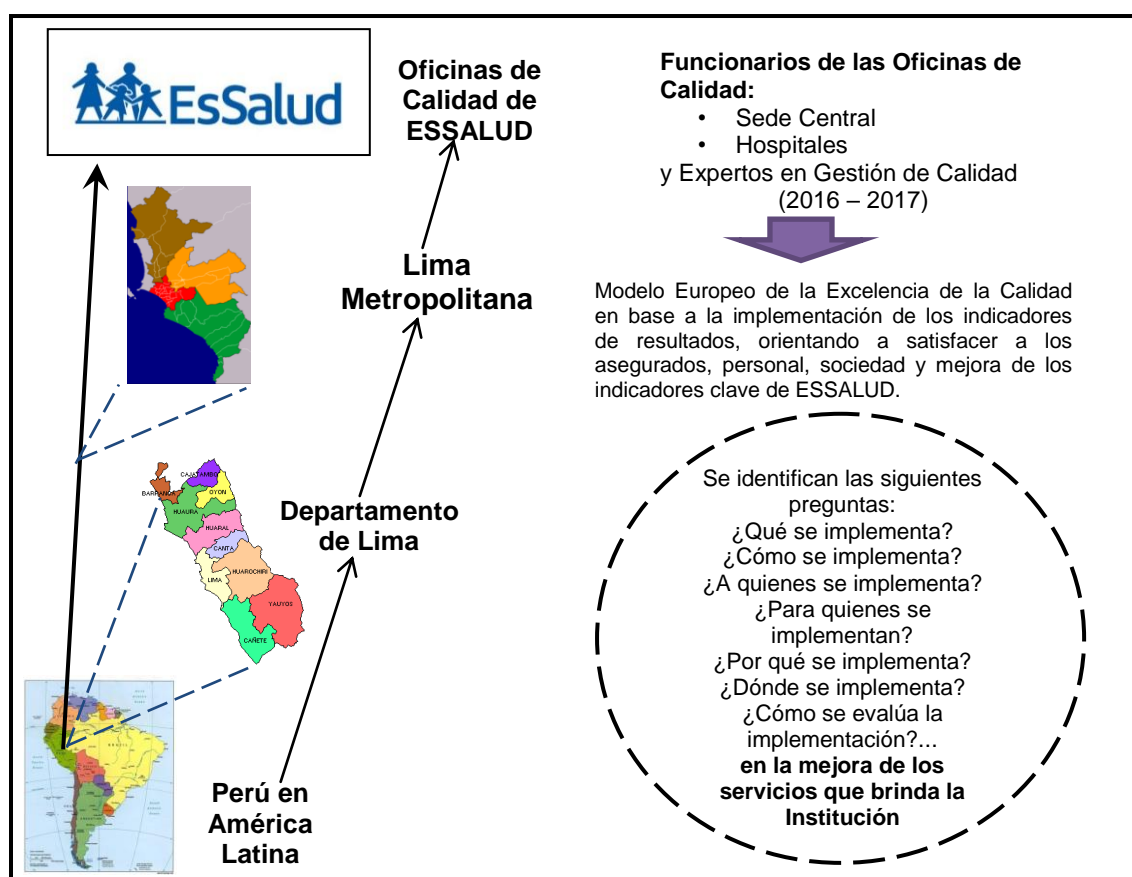 EsSalud
Oficinas de
Calidad de
ESSALUD
Lima
Metropolitana
CAJATAMBO
BARRANCA
OYON
HUAURA
HUARAL
CANTA
LIMA
HUAROCHIRI
YAUYOS
CAÑETE
Departamento
de Lima
Perú en
América
Latina
Funcionarios de las Oficinas de
Calidad:
• Sede Central
• Hospitales
y Expertos en Gestión de Calidad
(2016 – 2017)
Modelo Europeo de la Excelencia de la Calidad
en base a la implementación de los indicadores
de resultados, orientando a satisfacer a los
asegurados, personal, sociedad y mejora de los
indicadores clave de ESSALUD.
Se identifican las siguientes
preguntas:
¿Qué se implementa?
¿Cómo se implementa?
¿A quienes se implementa?
¿Para quienes se
implementan?
¿Por qué se implementa?
¿Dónde se implementa?
¿Cómo se evalúa la
implementación?...
en la mejora de los
servicios que brinda la
Institución